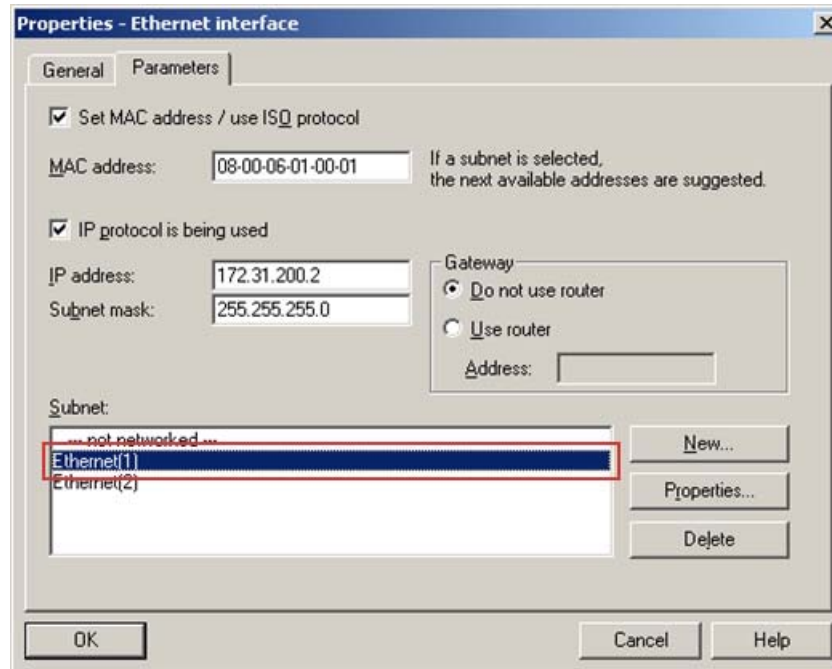 Properties - Ethernet interface
General Parameters
Set MAC address / use ISO protocol
MAC address: 08-00-06-01-00-01
If a subnet is selected,
the next available addresses are suggested.
IP protocol is being used
IP address: 172.31.200.2
Subnet mask: 255.255.255.0
Gateway
Do not use router
Use router
Address:
Subnet:
--- not networked ---
Ethernet(1)
Ethernet(2)
New...
Properties...
Delete
OK Cancel Help